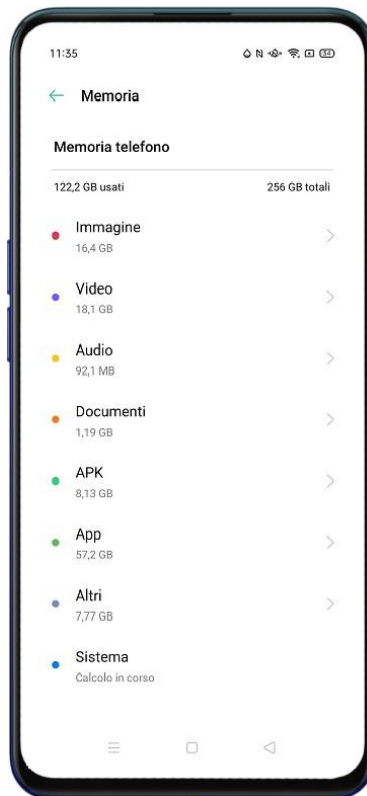 11:35
54
Memoria
Memoria telefono
122,2 GB usati 256 GB totali
Immagine
16,4 GB
Video
18,1 GB
Audio
92,1 MB
Documenti
1,19 GB
APK
8,13 GB
App
57,2 GB
Altri
7,77 GB
Sistema
Calcolo in corso